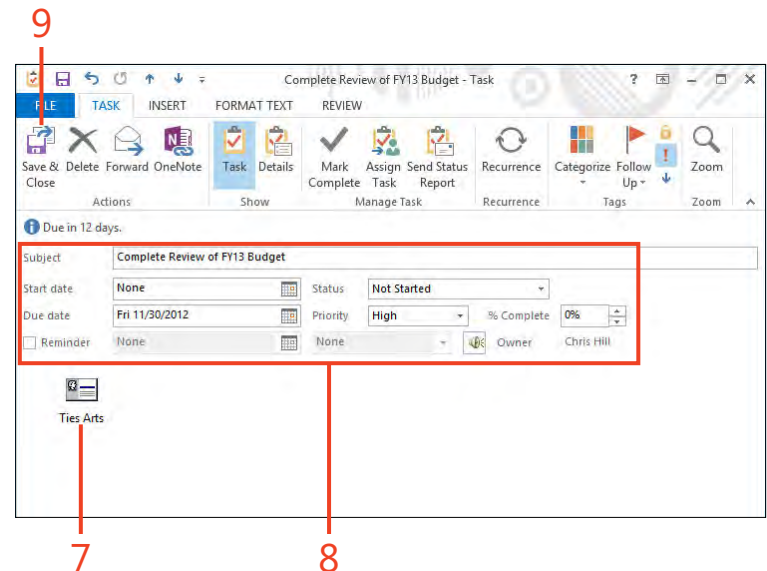 9
Complete Review of FY13 Budget - Task
?
FILE TASK INSERT FORMAT TEXT REVIEW
Save & Close Delete Forward OneNote Task Details Mark Complete Assign Task Send Status Report Recurrence Categorize Follow Up ! Zoom
Actions Show Manage Task Recurrence Tags Zoom
Due in 12 days.
Subject Complete Review of FY13 Budget
Start date None Status Not Started
Due date Fri 11/30/2012 Priority High % Complete 0%
Reminder None None Owner Chris Hill
Ties Arts
7 8